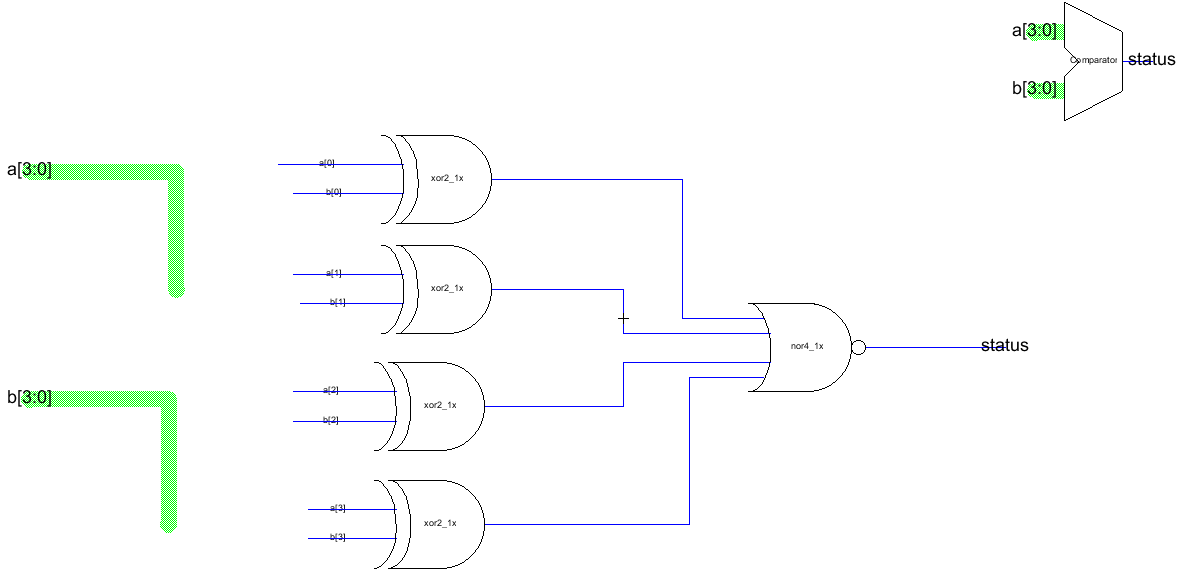 a[3:0]
Comparator
status
b[3:0]
a[3:0]
a[0]
b[0]
xor2_1x
a[1]
b[1]
xor2_1x
nor4_1x
status
b[3:0]
a[2]
b[2]
xor2_1x
a[3]
b[3]
xor2_1x